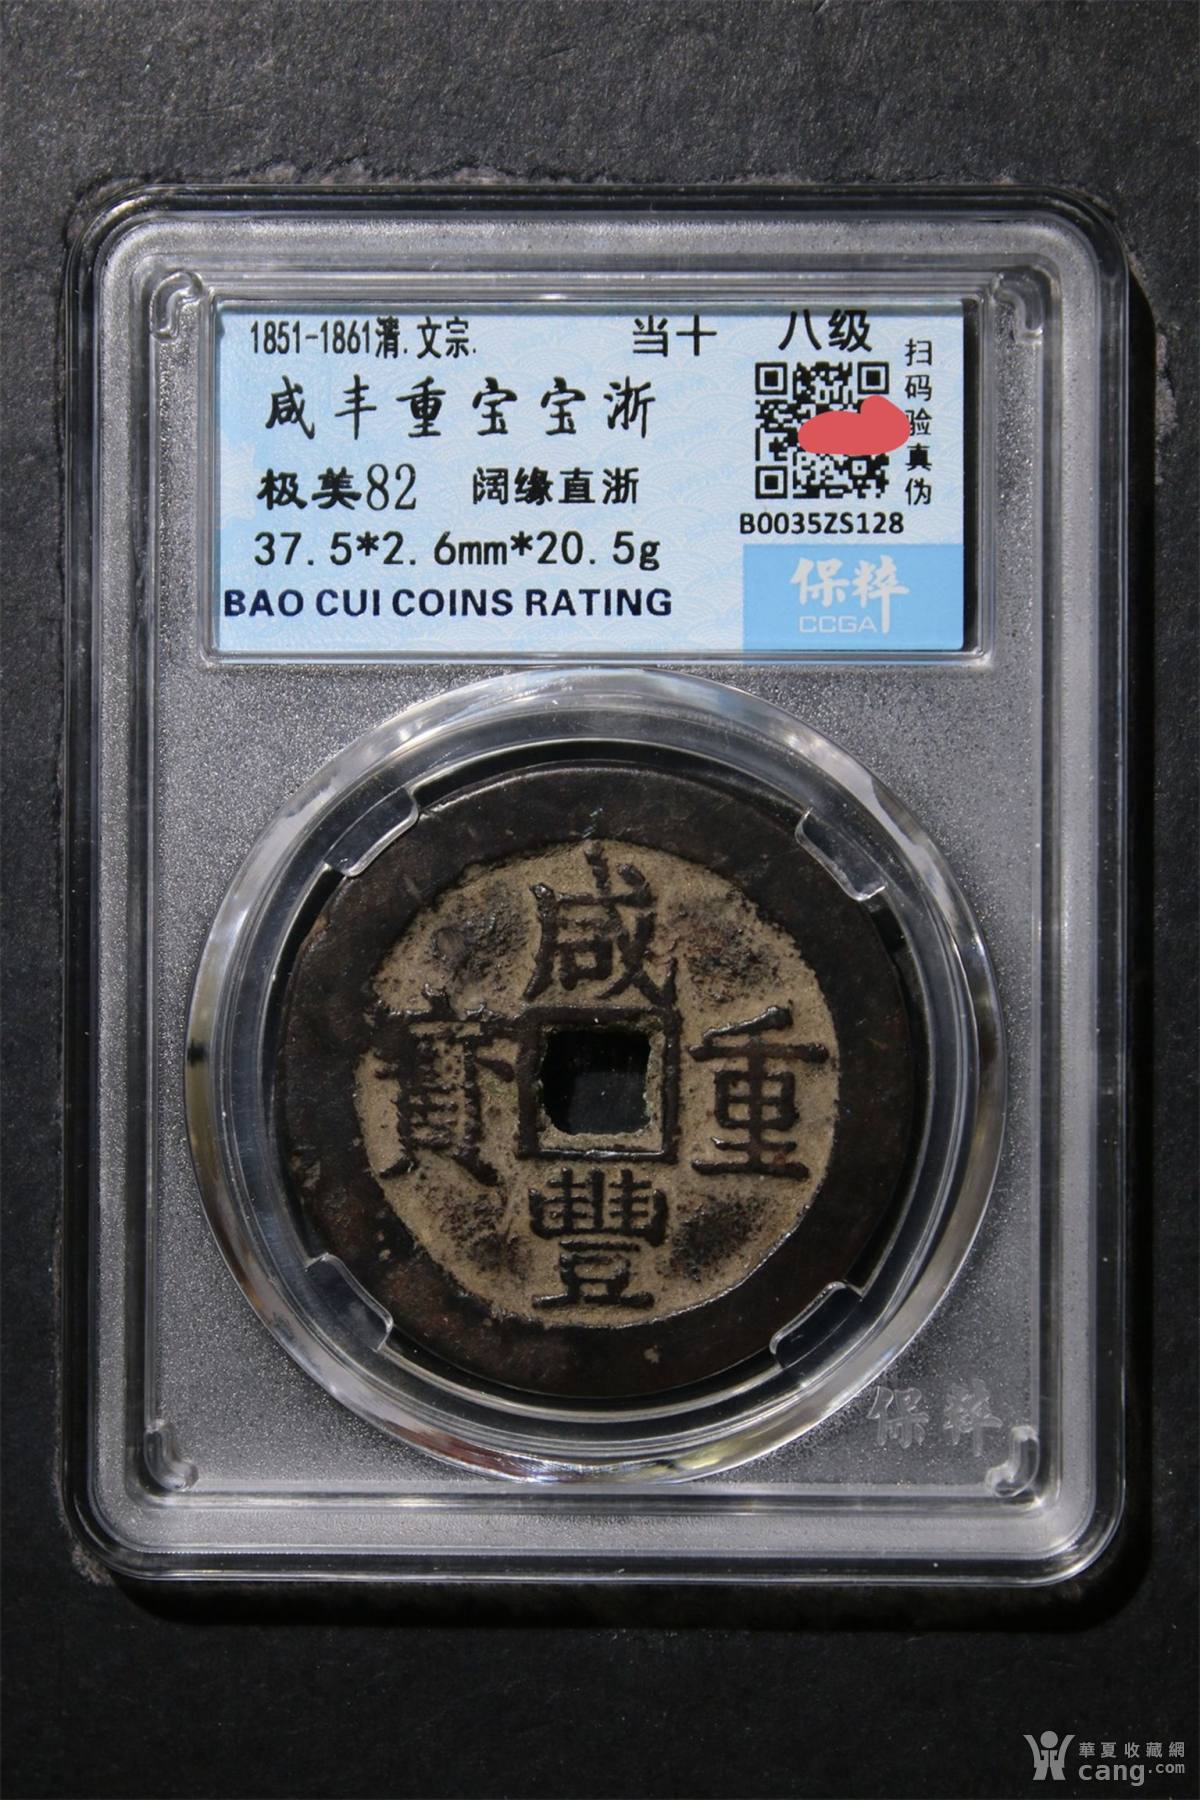 1851-1861清.文宗. 当十 八级
咸丰重宝宝浙
极美82 阔缘直浙
37.5*2.6mm*20.5g
BAO CUI COINS RATING
扫码验真伪
B0035ZS128
保粹
CCGA
咸
豐
重
寳
保粹
華夏收藏網
cang.com